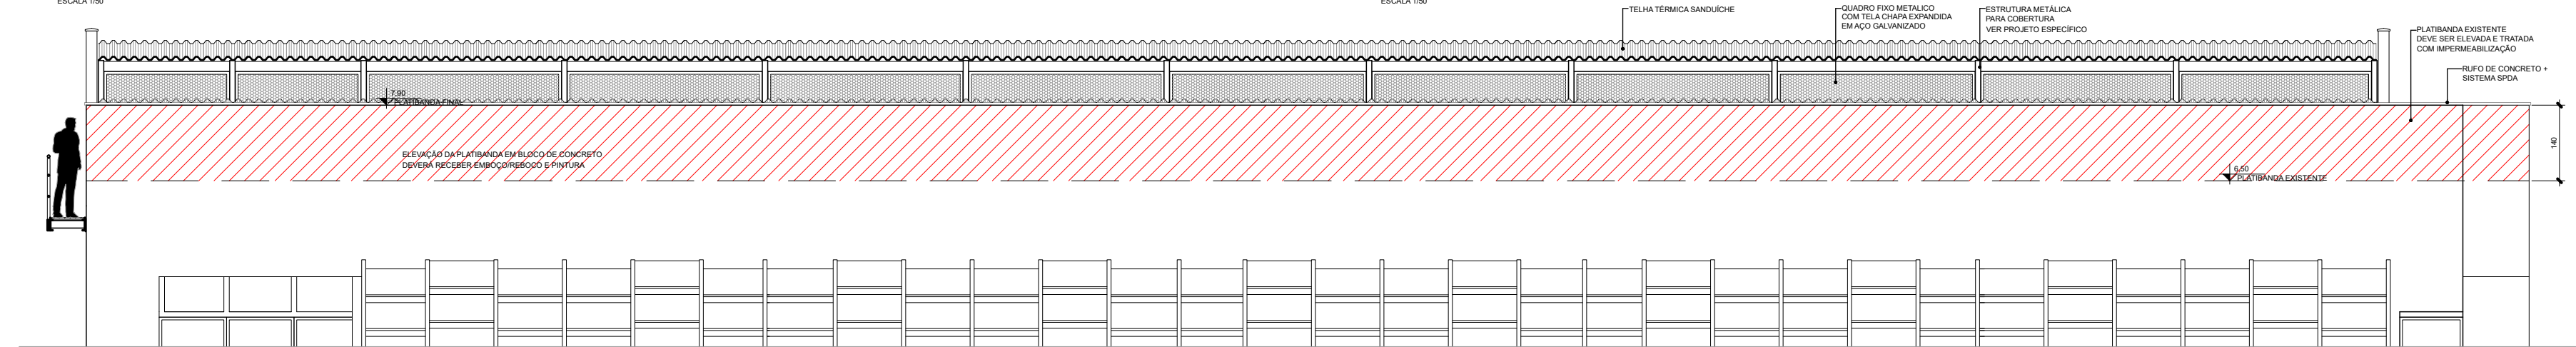 ESCALA 1/50
ESCALA 1/50
TELHA TÉRMICA SANDUÍCHE
QUADRO FIXO METALICO
COM TELA CHAPA EXPANDIDA
EM AÇO GALVANIZADO
ESTRUTURA METÁLICA
PARA COBERTURA
VER PROJETO ESPECÍFICO
PLATIBANDA EXISTENTE
DEVE SER ELEVADA E TRATADA
COM IMPERMEABILIZAÇÃO
RUFO DE CONCRETO +
SISTEMA SPDA
7,90
PLATIBANDA FINAL
ELEVAÇÃO DA PLATIBANDA EM BLOCO DE CONCRETO
DEVERÁ RECEBER EMBOÇO/REBOCO E PINTURA
140
6,50
PLATIBANDA EXISTENTE